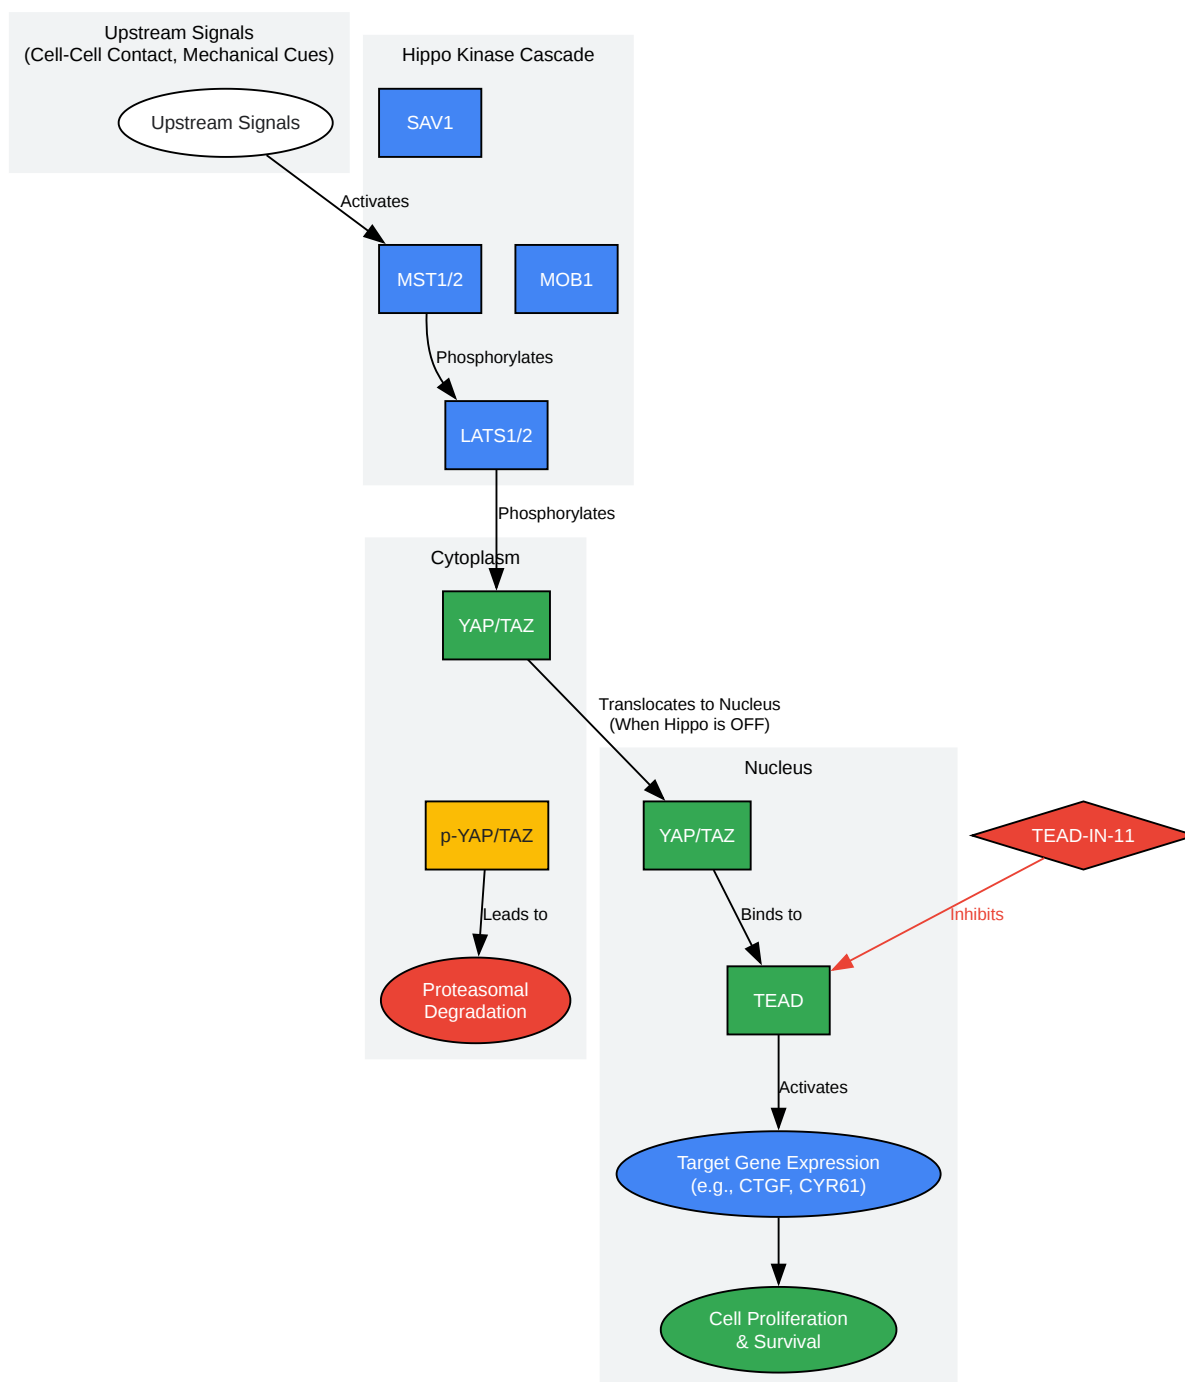 Upstream Signals
(Cell-Cell Contact, Mechanical Cues)
Upstream Signals
Activates
Hippo Kinase Cascade
SAV1
MST1/2
MOB1
Phosphorylates
LATS1/2
Phosphorylates
Cytoplasm
YAP/TAZ
Translocates to Nucleus
(When Hippo is OFF)
p-YAP/TAZ
Leads to
Proteasomal
Degradation
Nucleus
YAP/TAZ
Binds to
TEAD-IN-11
Inhibits
TEAD
Activates
Target Gene Expression
(e.g., CTGF, CYR61)
Cell Proliferation
& Survival